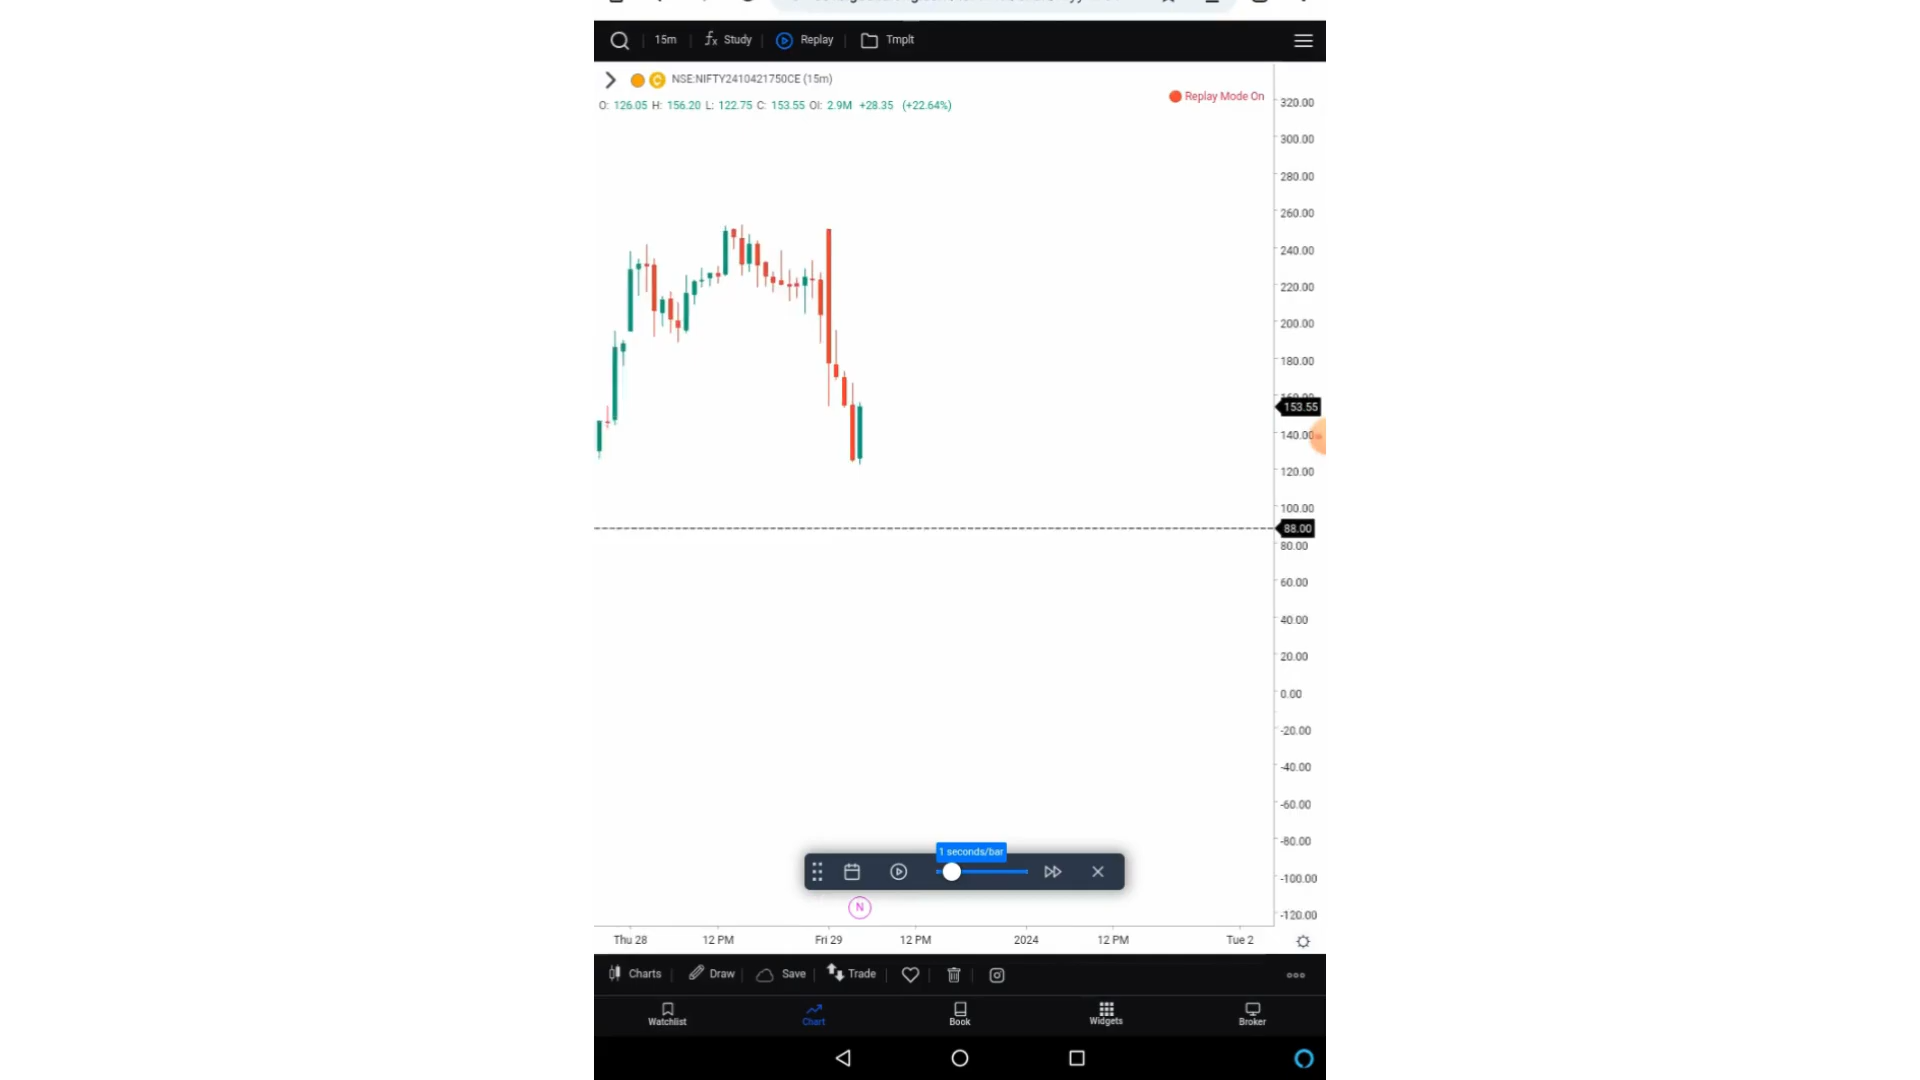 15m
Study
Replay
Tmplt
NSE:NIFTY2410421750CE (15m)
O: 126.05 H: 156.20 L: 122.75 C: 153.55 OI: 2.9M +28.35 (+22.64%)
Replay Mode On
320.00
300.00
280.00
260.00
240.00
220.00
200.00
180.00
153.55
140.00
120.00
100.00
88.00
80.00
60.00
40.00
20.00
0.00
-20.00
-40.00
-60.00
-80.00
-100.00
-120.00
1 seconds/bar
N
Thu 28
12 PM
Fri 29
12 PM
2024
12 PM
Tue 2
Charts
Draw
Save
Trade
Watchlist
Chart
Book
Widgets
Broker